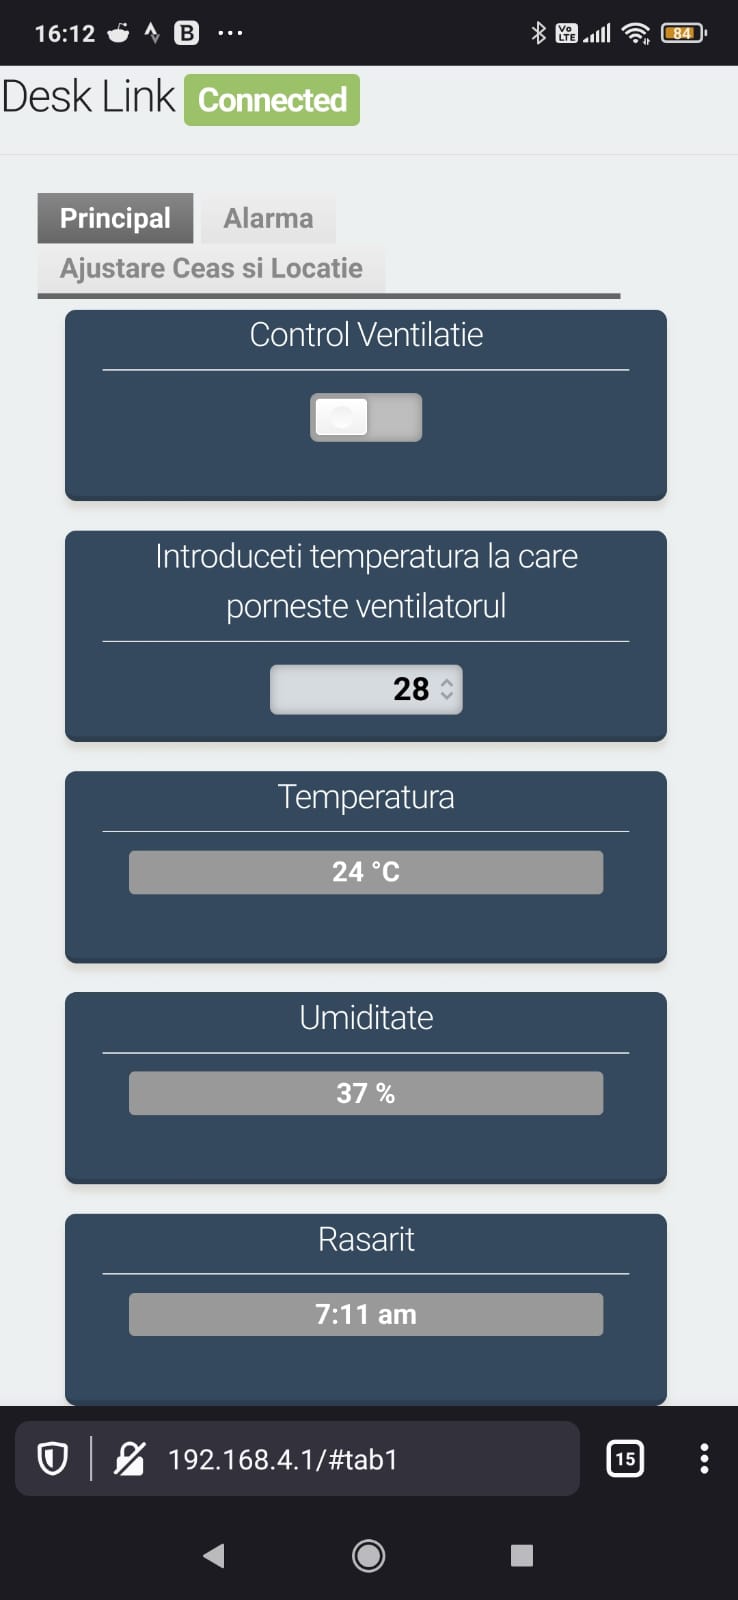 16:12
B
Vo
LTE
84
Desk Link Connected
Principal
Alarma
Ajustare Ceas si Locatie
Control Ventilatie
Introduceti temperatura la care
porneste ventilatorul
28
Temperatura
24 °C
Umiditate
37 %
Rasarit
7:11 am
192.168.4.1/#tab1
15